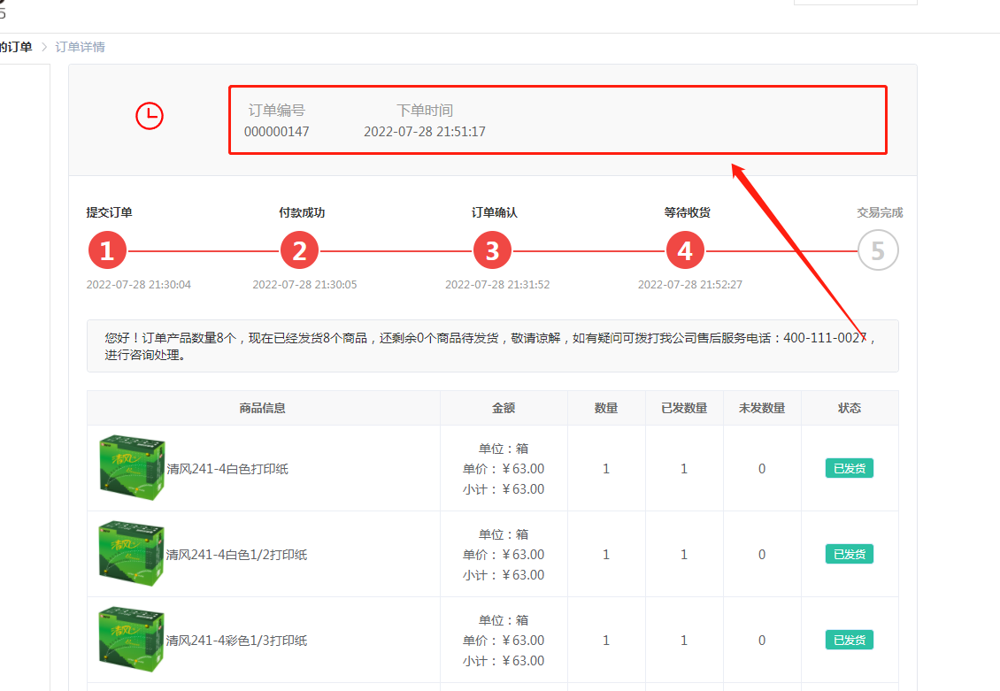 的订单 > 订单详情
订单编号 下单时间
000000147 2022-07-28 21:51:17
提交订单 付款成功 订单确认 等待收货 交易完成
1 2 3 4 5
2022-07-28 21:30:04 2022-07-28 21:30:05 2022-07-28 21:31:52 2022-07-28 21:52:27
您好！订单产品数量8个，现在已经发货8个商品，还剩余0个商品待发货，敬请谅解，如有疑问可拨打我公司售后服务电话：400-111-0027，
进行咨询处理。
商品信息 金额 数量 已发数量 未发数量 状态
单位：箱
清风241-4白色打印纸 单价：￥63.00 1 1 0 已发货
小计：￥63.00
单位：箱
清风241-4白色1/2打印纸 单价：￥63.00 1 1 0 已发货
小计：￥63.00
单位：箱
清风241-4彩色1/3打印纸 单价：￥63.00 1 1 0 已发货
小计：￥63.00